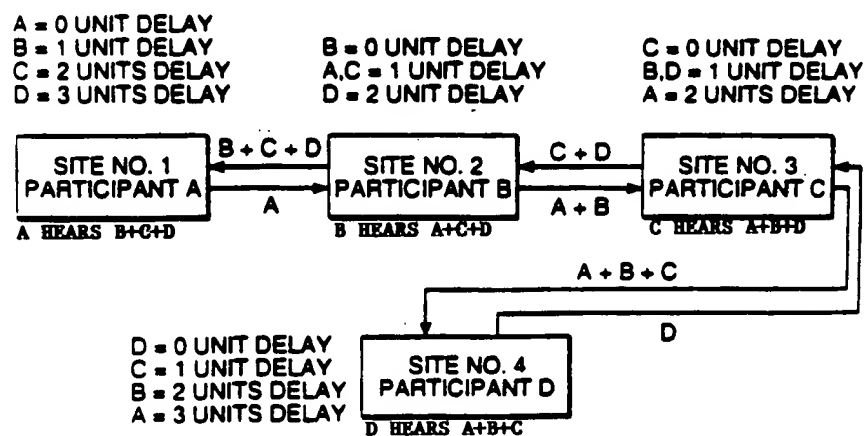 A = 0 UNIT DELAY
B = 1 UNIT DELAY
C = 2 UNITS DELAY
D = 3 UNITS DELAY
B = 0 UNIT DELAY
A,C = 1 UNIT DELAY
D = 2 UNIT DELAY
C = 0 UNIT DELAY
B,D = 1 UNIT DELAY
A = 2 UNITS DELAY
SITE NO. 1
PARTICIPANT A
B + C + D
A
SITE NO. 2
PARTICIPANT B
C + D
A + B
SITE NO. 3
PARTICIPANT C
A HEARS B+C+D
B HEARS A+C+D
C HEARS A+B+D
A + B + C
D
D = 0 UNIT DELAY
C = 1 UNIT DELAY
B = 2 UNITS DELAY
A = 3 UNITS DELAY
SITE NO. 4
PARTICIPANT D
D HEARS A+B+C